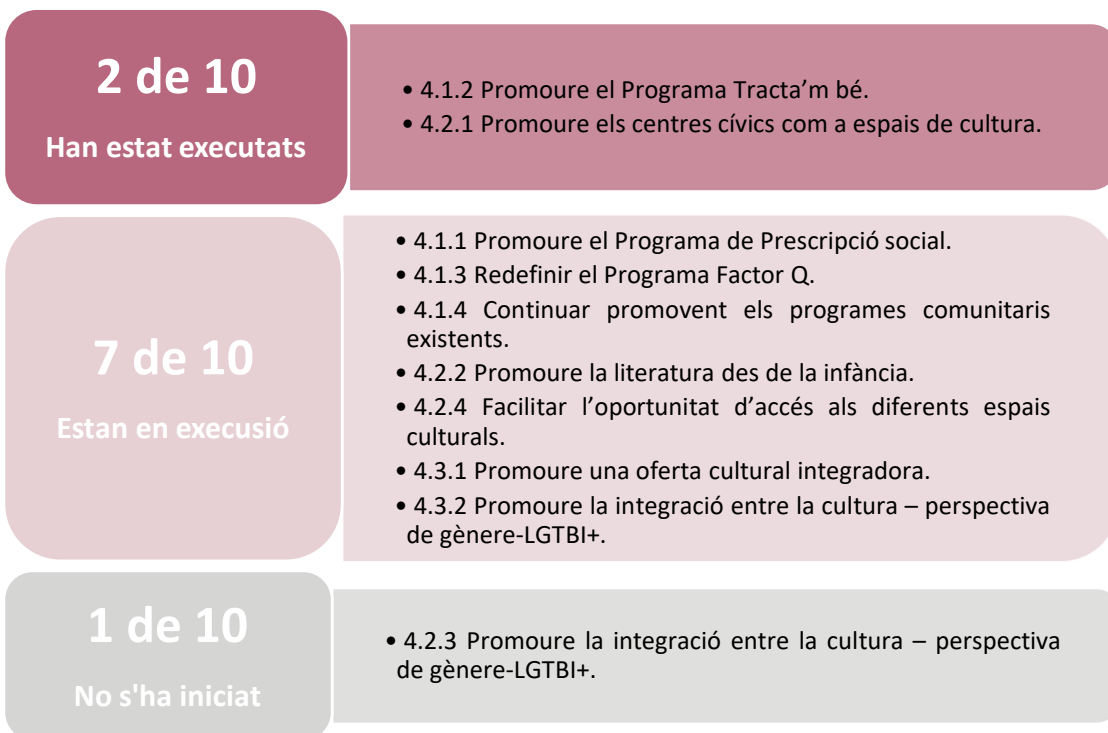 2 de 10
Han estat executats
• 4.1.2 Promoure el Programa Tracta’m bé.
• 4.2.1 Promoure els centres cívics com a espais de cultura.
7 de 10
Estan en execusió
• 4.1.1 Promoure el Programa de Prescripció social.
• 4.1.3 Redefinir el Programa Factor Q.
• 4.1.4 Continuar promovent els programes comunitaris
existents.
• 4.2.2 Promoure la literatura des de la infància.
• 4.2.4 Facilitar l’oportunitat d’accés als diferents espais
culturals.
• 4.3.1 Promoure una oferta cultural integradora.
• 4.3.2 Promoure la integració entre la cultura – perspectiva
de gènere-LGTBI+.
1 de 10
No s'ha iniciat
• 4.2.3 Promoure la integració entre la cultura – perspectiva
de gènere-LGTBI+.